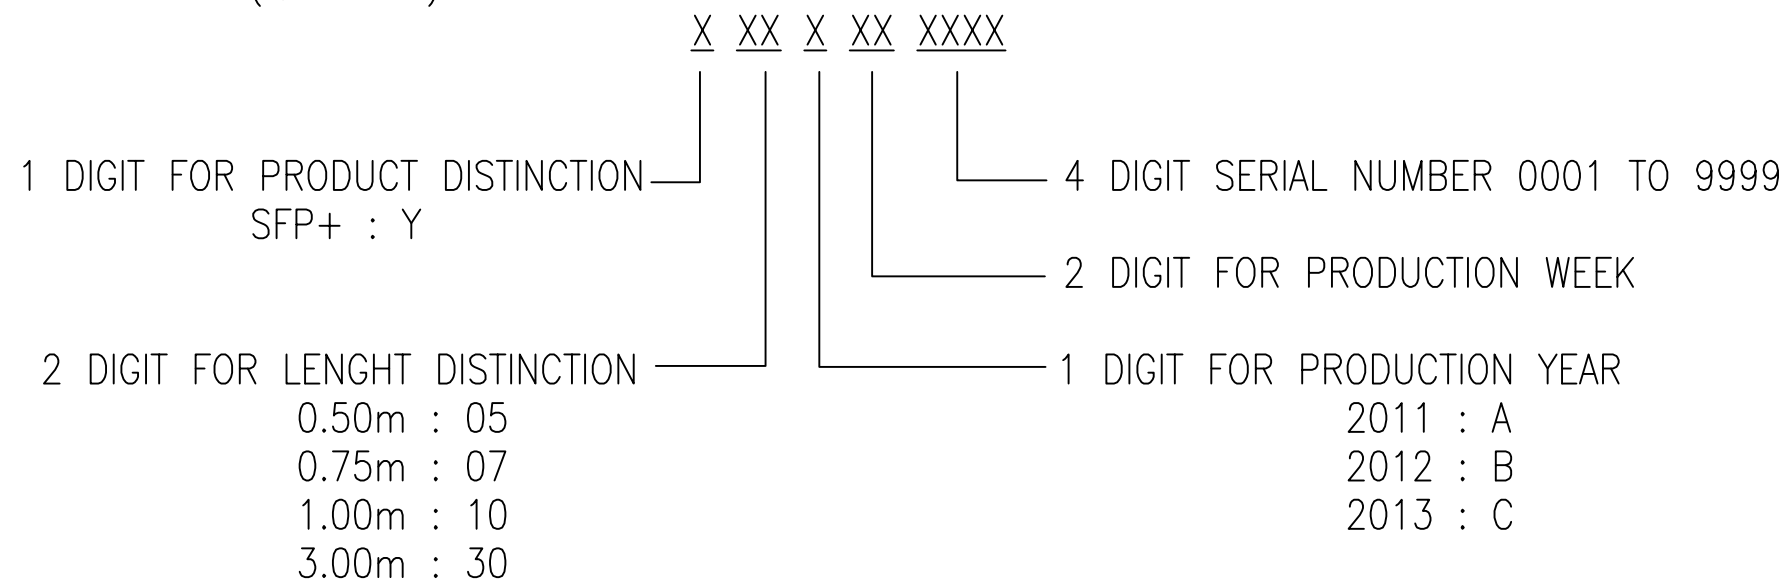 X XX X XX XXXX
1 DIGIT FOR PRODUCT DISTINCTION
SFP+ : Y
4 DIGIT SERIAL NUMBER 0001 TO 9999
2 DIGIT FOR PRODUCTION WEEK
2 DIGIT FOR LENGHT DISTINCTION
0.50m : 05
0.75m : 07
1.00m : 10
3.00m : 30
1 DIGIT FOR PRODUCTION YEAR
2011 : A
2012 : B
2013 : C